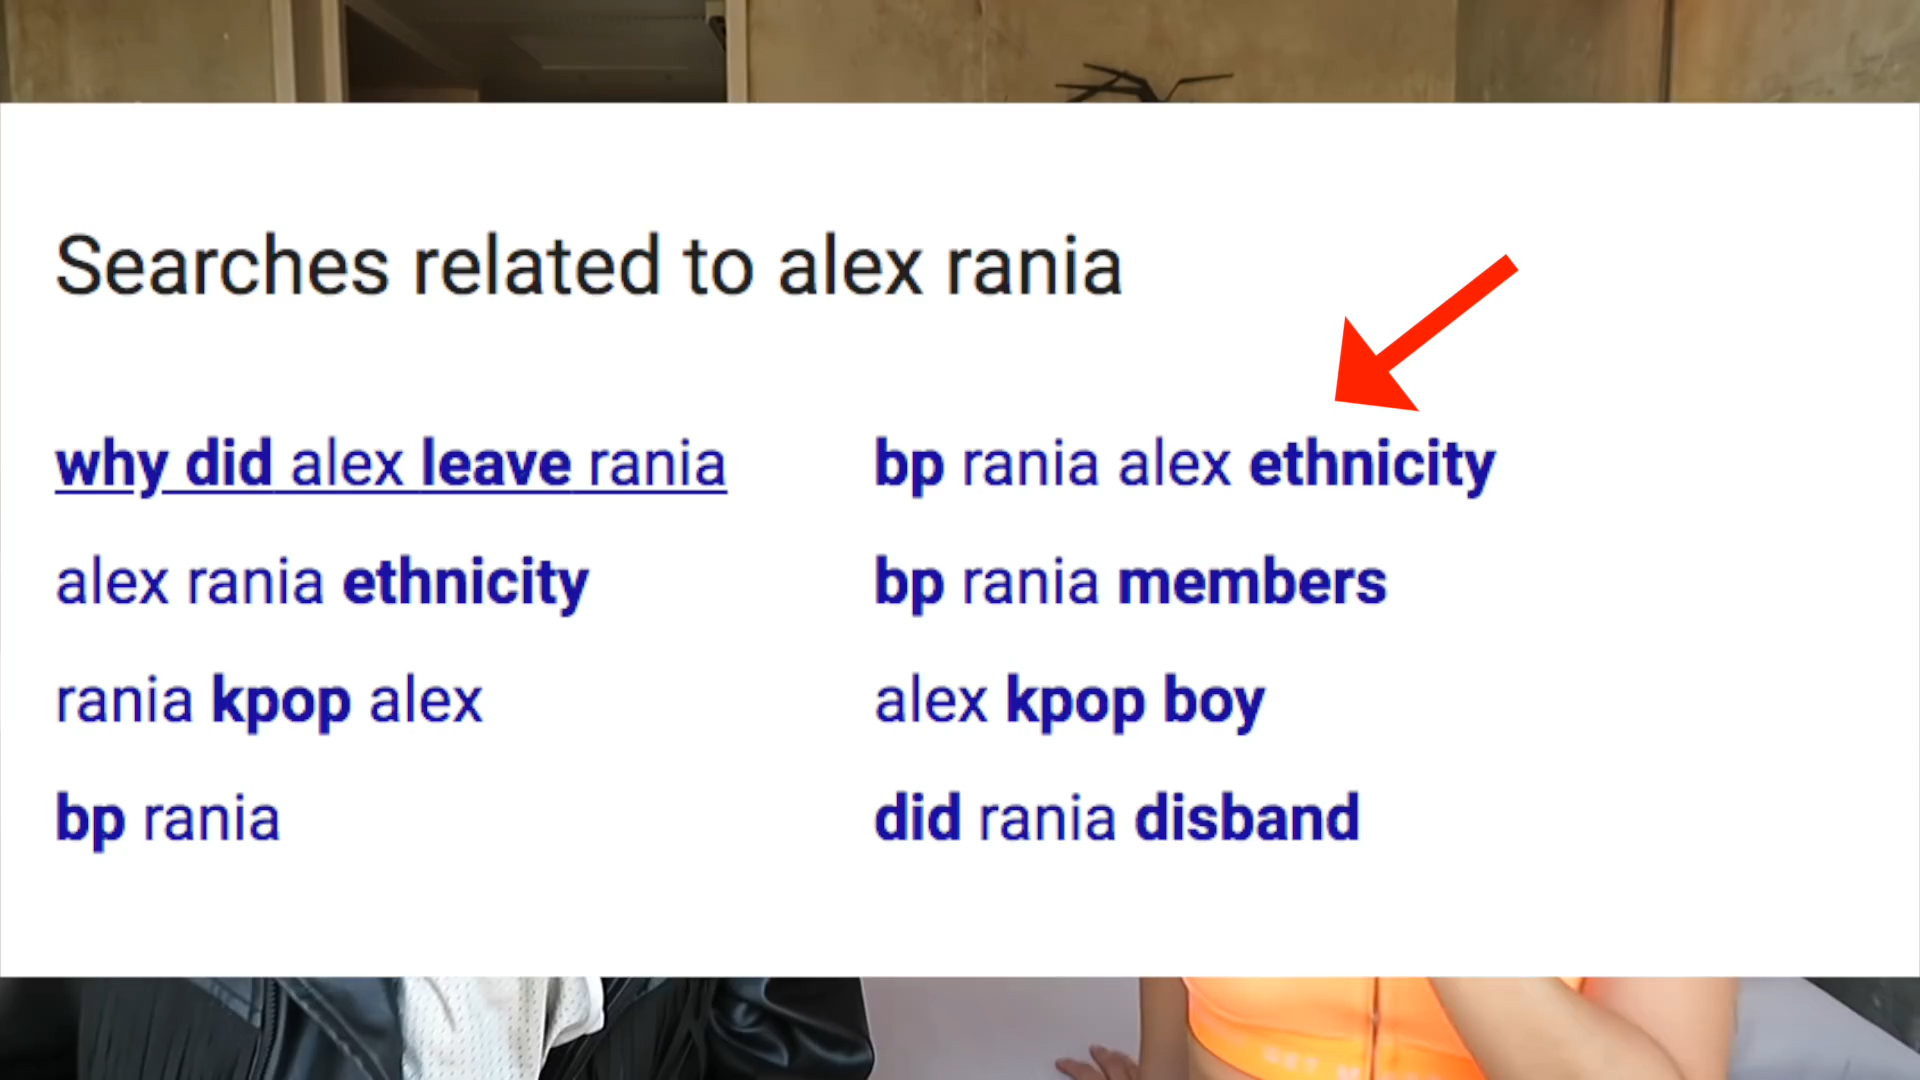 Searches related to alex rania
why did alex leave rania
alex rania ethnicity
rania kpop alex
bp rania
bp rania alex ethnicity
bp rania members
alex kpop boy
did rania disband